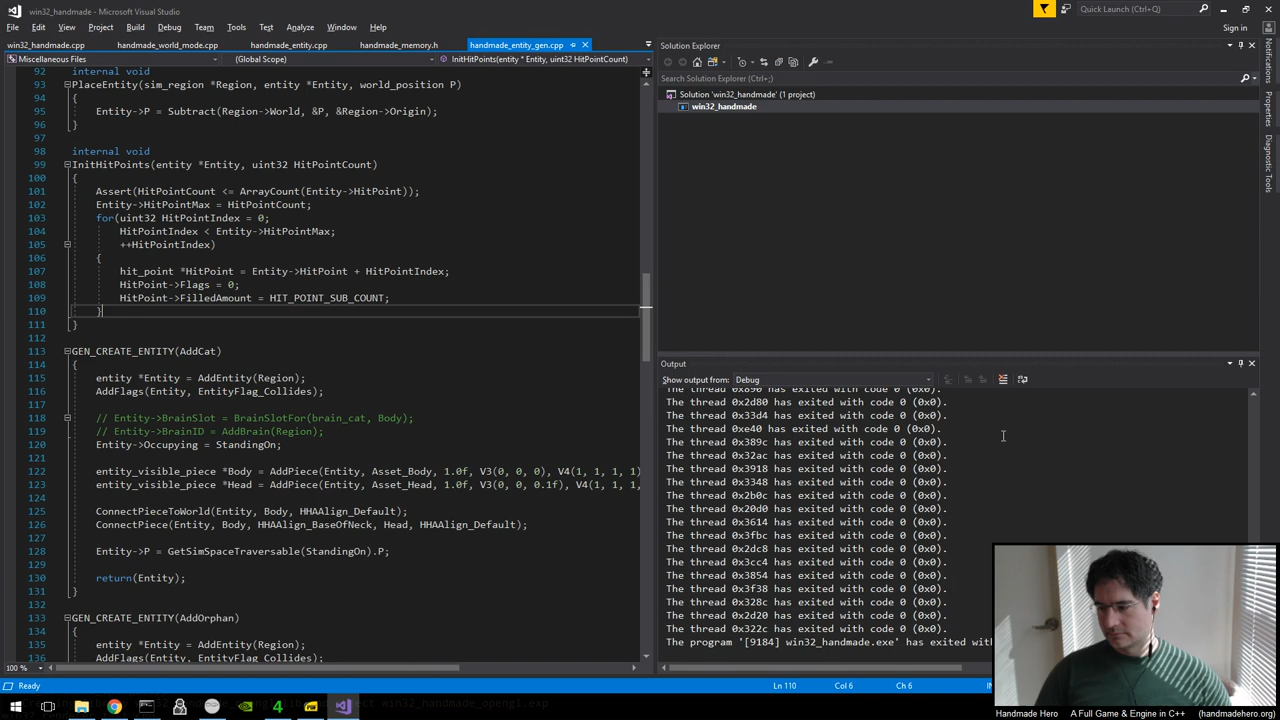 win32_handmade - Microsoft Visual Studio
Quick Launch (Ctrl+;)
File Edit View Project Build Debug Team Tools Test Analyze Window Help
Sign in
win32_handmade.cpp handmade_world_mode.cpp handmade_entity.cpp handmade_memory.h handmade_entity_gen.cpp
Miscellaneous Files (Global Scope) InitHitPoints(entity * Entity, uint32 HitPointCount)
92 internal void
93 PlaceEntity(sim_region *Region, entity *Entity, world_position P)
94 {
95 Entity->P = Subtract(Region->World, &P, &Region->Origin);
96 }
97
98 internal void
99 InitHitPoints(entity *Entity, uint32 HitPointCount)
100 {
101 Assert(HitPointCount <= ArrayCount(Entity->HitPoint));
102 Entity->HitPointMax = HitPointCount;
103 for(uint32 HitPointIndex = 0;
104 HitPointIndex < Entity->HitPointMax;
105 ++HitPointIndex)
106 {
107 hit_point *HitPoint = Entity->HitPoint + HitPointIndex;
108 HitPoint->Flags = 0;
109 HitPoint->FilledAmount = HIT_POINT_SUB_COUNT;
110 }
111 }
112
113 GEN_CREATE_ENTITY(AddCat)
114 {
115 entity *Entity = AddEntity(Region);
116 AddFlags(Entity, EntityFlag_Collides);
117
118 // Entity->BrainSlot = BrainSlotFor(brain_cat, Body);
119 // Entity->BrainID = AddBrain(Region);
120 Entity->Occupying = StandingOn;
121
122 entity_visible_piece *Body = AddPiece(Entity, Asset_Body, 1.0f, V3(0, 0, 0), V4(1, 1, 1, 1)
123 entity_visible_piece *Head = AddPiece(Entity, Asset_Head, 1.0f, V3(0, 0, 0.1f), V4(1, 1, 1,
124
125 ConnectPieceToWorld(Entity, Body, HHAAlign_Default);
126 ConnectPiece(Entity, Body, HHAAlign_BaseOfNeck, Head, HHAAlign_Default);
127
128 Entity->P = GetSimSpaceTraversable(StandingOn).P;
129
130 return(Entity);
131 }
132
133 GEN_CREATE_ENTITY(AddOrphan)
134 {
135 entity *Entity = AddEntity(Region);
136 AddFlags(Entity, EntityFlag_Collides);
100 %
Solution Explorer
Search Solution Explorer (Ctrl+;)
Solution 'win32_handmade' (1 project)
win32_handmade
Notifications
Properties
Diagnostic Tools
Output
Show output from: Debug
The thread 0x890 has exited with code 0 (0x0).
The thread 0x2d80 has exited with code 0 (0x0).
The thread 0x33d4 has exited with code 0 (0x0).
The thread 0xe40 has exited with code 0 (0x0).
The thread 0x389c has exited with code 0 (0x0).
The thread 0x32ac has exited with code 0 (0x0).
The thread 0x3918 has exited with code 0 (0x0).
The thread 0x3348 has exited with code 0 (0x0).
The thread 0x2b0c has exited with code 0 (0x0).
The thread 0x20d0 has exited with code 0 (0x0).
The thread 0x3614 has exited with code 0 (0x0).
The thread 0x3fbc has exited with code 0 (0x0).
The thread 0x2dc8 has exited with code 0 (0x0).
The thread 0x3cc4 has exited with code 0 (0x0).
The thread 0x3854 has exited with code 0 (0x0).
The thread 0x3f38 has exited with code 0 (0x0).
The thread 0x328c has exited with code 0 (0x0).
The thread 0x2d20 has exited with code 0 (0x0).
The thread 0x322c has exited with code 0 (0x0).
The program '[9184] win32_handmade.exe' has exited with
Ready Ln 110 Col 6 Ch 6
Handmade Hero A Full Game & Engine in C++ (handmadehero.org)